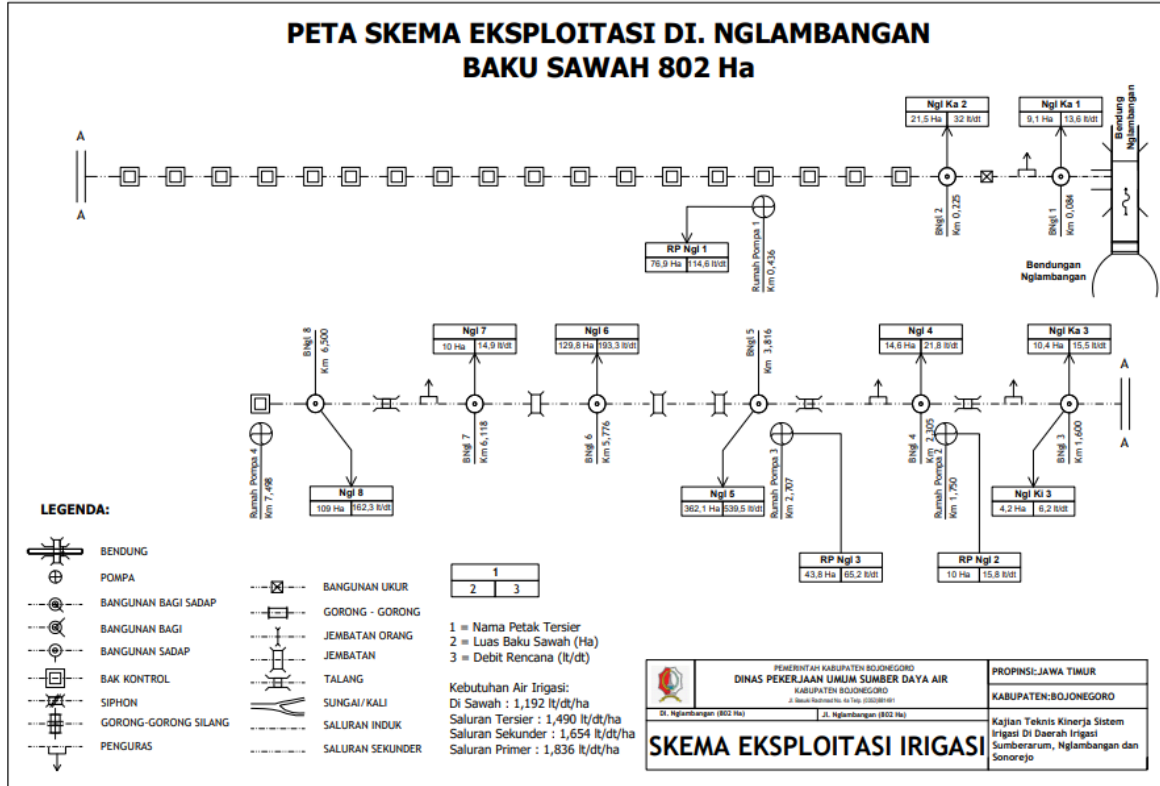 PETA SKEMA EKSPLOITASI DI. NGLAMBANGAN
BAKU SAWAH 802 Ha
Ngl Ka 2
21,5 Ha 32 lt/dt
Ngl Ka 1
9,1 Ha 13,6 lt/dt
Bendung
Nglambangan
A
A
BNgl 2
Km 0,225
BNgl 1
Km 0,084
Rumah Pompa 1
Km 0,436
RP Ngl 1
76,9 Ha 114,6 lt/dt
Bendungan
Nglambangan
BNgl 8
Km 6,500
Ngl 7
10 Ha 14,9 lt/dt
Ngl 6
129,8 Ha 193,3 lt/dt
BNgl 5
Km 3,816
Ngl 4
14,6 Ha 21,8 lt/dt
Ngl Ka 3
10,4 Ha 15,5 lt/dt
A
A
Rumah Pompa 4
Km 7,498
BNgl 7
Km 6,118
BNgl 6
Km 5,776
Rumah Pompa 3
Km 2,707
BNgl 4
Km 2,305
Rumah Pompa 2
Km 1,750
BNgl 3
Km 1,600
Ngl 8
109 Ha 162,3 lt/dt
Ngl 5
362,1 Ha 539,5 lt/dt
Ngl Ki 3
4,2 Ha 6,2 lt/dt
RP Ngl 3
43,8 Ha 65,2 lt/dt
RP Ngl 2
10 Ha 15,8 lt/dt
LEGENDA:
BENDUNG
POMPA
BANGUNAN BAGI SADAP
BANGUNAN BAGI
BANGUNAN SADAP
BAK KONTROL
SIPHON
GORONG-GORONG SILANG
PENGURAS
BANGUNAN UKUR
GORONG - GORONG
JEMBATAN ORANG
JEMBATAN
TALANG
SUNGAI/KALI
SALURAN INDUK
SALURAN SEKUNDER
1
2 3
1 = Nama Petak Tersier
2 = Luas Baku Sawah (Ha)
3 = Debit Rencana (lt/dt)
Kebutuhan Air Irigasi:
Di Sawah : 1,192 lt/dt/ha
Saluran Tersier : 1,490 lt/dt/ha
Saluran Sekunder : 1,654 lt/dt/ha
Saluran Primer : 1,836 lt/dt/ha
PEMERINTAH KABUPATEN BOJONEGORO
DINAS PEKERJAAN UMUM SUMBER DAYA AIR
KABUPATEN BOJONEGORO
DI. Nglambangan (802 Ha) JI. Nglambangan (802 Ha)
SKEMA EKSPLOITASI IRIGASI
PROPINSI:JAWA TIMUR
KABUPATEN:BOJONEGORO
Kajian Teknis Kinerja Sistem
Irigasi Di Daerah Irigasi
Sumberarum, Nglambangan dan
Sonorejo